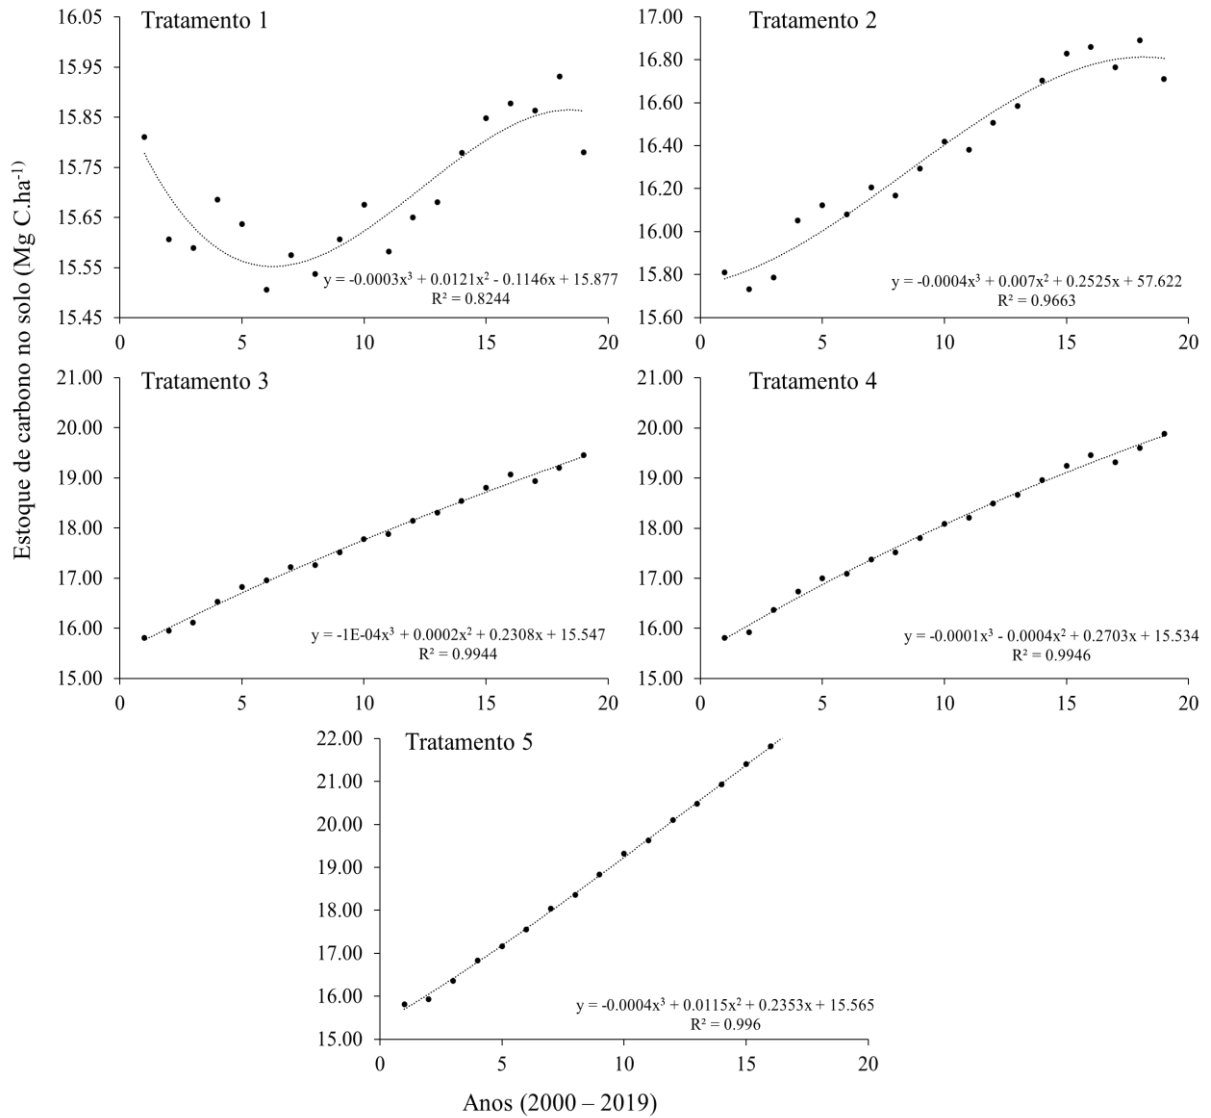 Estoque de carbono no solo (Mg C.ha⁻¹)
Tratamento 1
16.05
15.95
15.85
15.75
15.65
15.55
15.45
y = -0.0003x³ + 0.0121x² - 0.1146x + 15.877
R² = 0.8244
0 5 10 15 20
Tratamento 2
17.00
16.80
16.60
16.40
16.20
16.00
15.80
15.60
y = -0.0004x³ + 0.007x² + 0.2525x + 57.622
R² = 0.9663
0 5 10 15 20
Tratamento 3
21.00
20.00
19.00
18.00
17.00
16.00
15.00
y = -1E-04x³ + 0.0002x² + 0.2308x + 15.547
R² = 0.9944
0 5 10 15 20
Tratamento 4
21.00
20.00
19.00
18.00
17.00
16.00
15.00
y = -0.0001x³ - 0.0004x² + 0.2703x + 15.534
R² = 0.9946
0 5 10 15 20
Tratamento 5
22.00
21.00
20.00
19.00
18.00
17.00
16.00
15.00
y = -0.0004x³ + 0.0115x² + 0.2353x + 15.565
R² = 0.996
0 5 10 15 20
Anos (2000 – 2019)